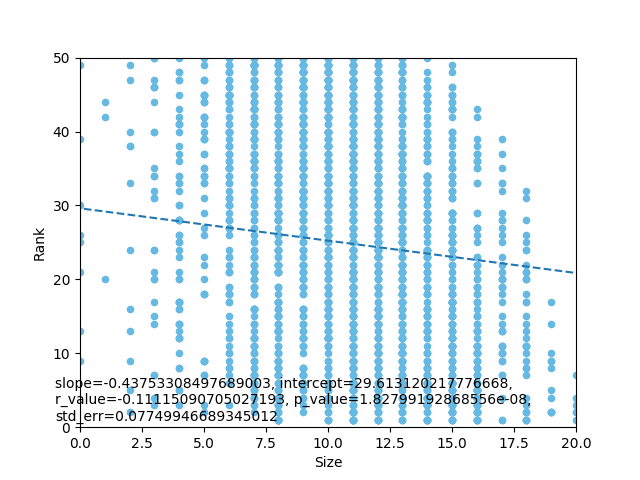 50
40
30
Rank
20
10
0
slope=-0.43753308497689003, intercept=29.613120217776668,
r_value=-0.11115090705027193, p_value=1.82799192868556e-08,
std_err=0.07749946689345012
0.0 2.5 5.0 7.5 10.0 12.5 15.0 17.5 20.0
Size